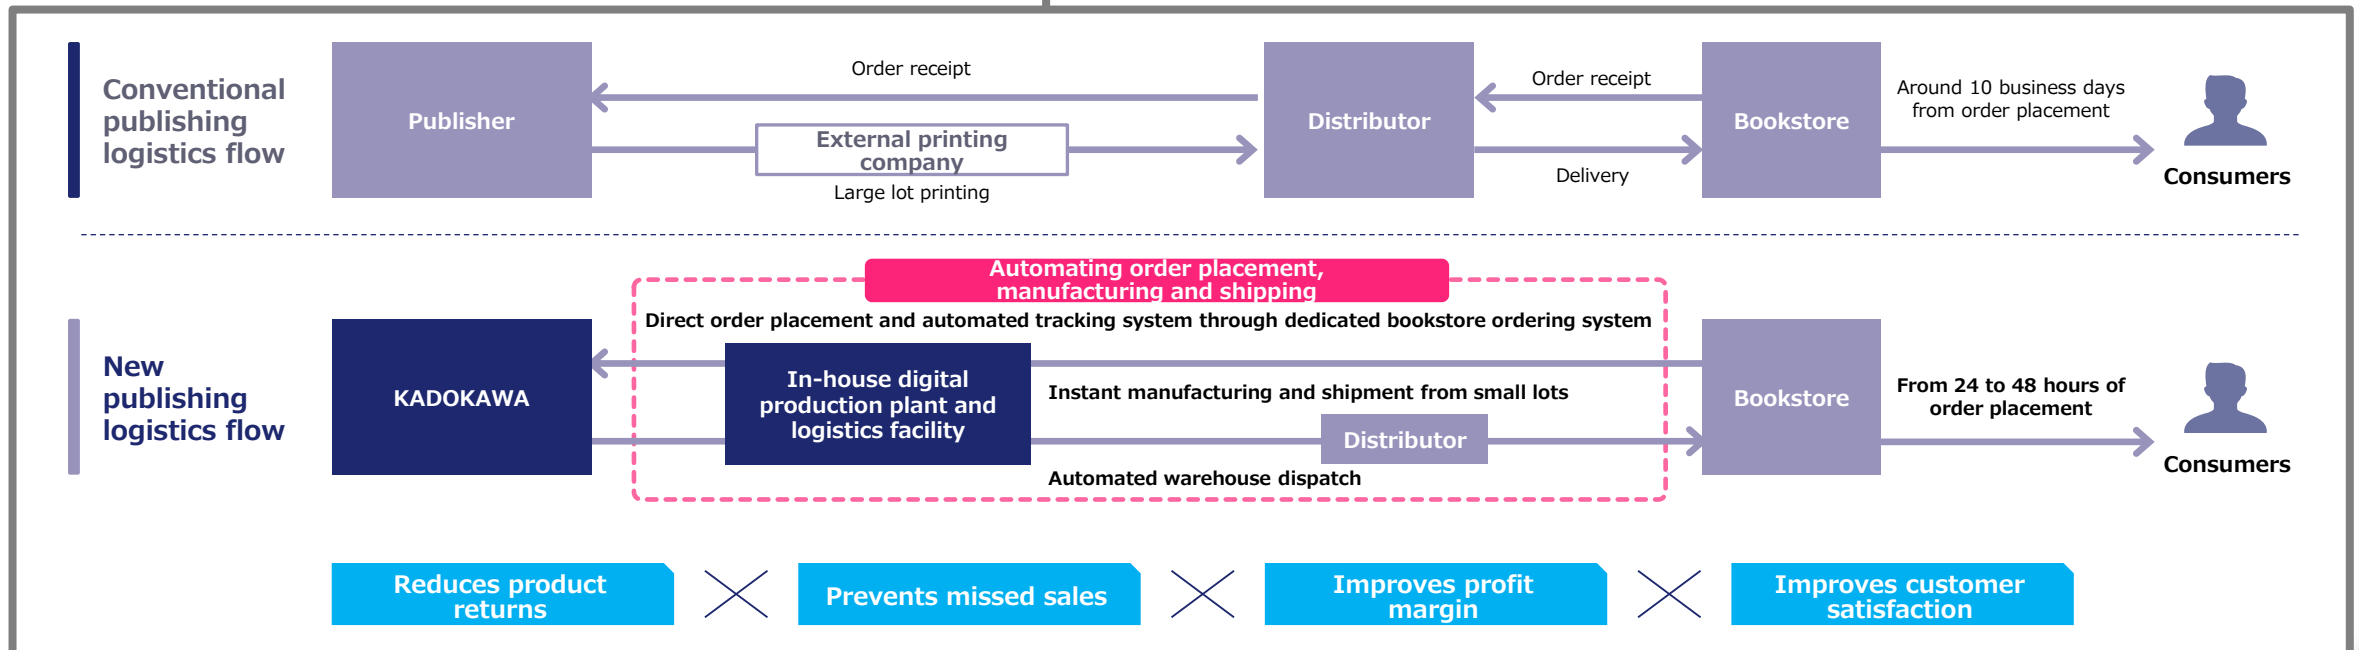 Conventional
publishing
logistics flow
Publisher
Order receipt
External printing
company
Large lot printing
Distributor
Order receipt
Delivery
Bookstore
Around 10 business days
from order placement
Consumers
Automating order placement,
manufacturing and shipping
Direct order placement and automated tracking system through dedicated bookstore ordering system
New
publishing
logistics flow
KADOKAWA
In-house digital
production plant and
logistics facility
Instant manufacturing and shipment from small lots
Distributor
Automated warehouse dispatch
Bookstore
From 24 to 48 hours of
order placement
Consumers
Reduces product
returns
Prevents missed sales
Improves profit
margin
Improves customer
satisfaction